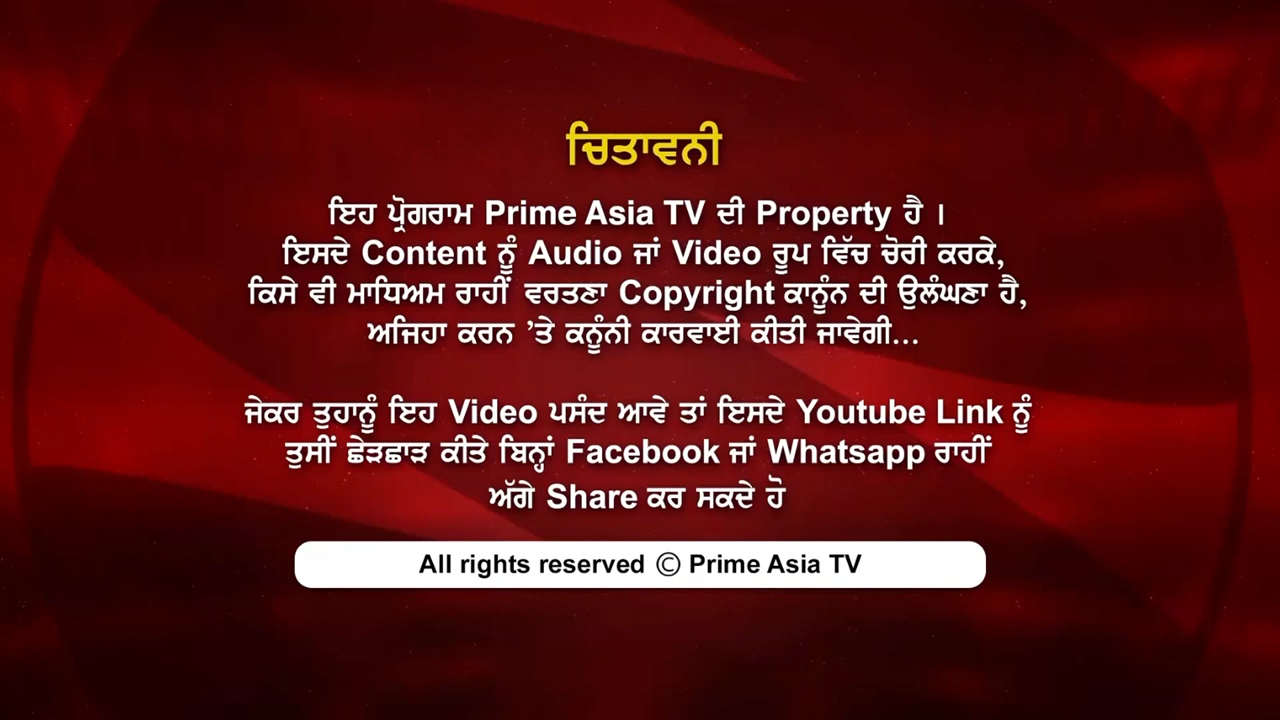 ਚਿਤਾਵਨੀ
ਇਹ ਪ੍ਰੋਗਰਾਮ Prime Asia TV ਦੀ Property ਹੈ ।
ਇਸਦੇ Content ਨੂੰ Audio ਜਾਂ Video ਰੂਪ ਵਿੱਚ ਚੋਰੀ ਕਰਕੇ,
ਕਿਸੇ ਵੀ ਮਾਧਿਅਮ ਰਾਹੀਂ ਵਰਤਣਾ Copyright ਕਾਨੂੰਨ ਦੀ ਉਲੰਘਣਾ ਹੈ,
ਅਜਿਹਾ ਕਰਨ ’ਤੇ ਕਨੂੰਨੀ ਕਾਰਵਾਈ ਕੀਤੀ ਜਾਵੇਗੀ...
ਜੇਕਰ ਤੁਹਾਨੂੰ ਇਹ Video ਪਸੰਦ ਆਵੇ ਤਾਂ ਇਸਦੇ Youtube Link ਨੂੰ
ਤੁਸੀਂ ਛੇੜਛਾੜ ਕੀਤੇ ਬਿਨ੍ਹਾਂ Facebook ਜਾਂ Whatsapp ਰਾਹੀਂ
ਅੱਗੇ Share ਕਰ ਸਕਦੇ ਹੋ
All rights reserved © Prime Asia TV